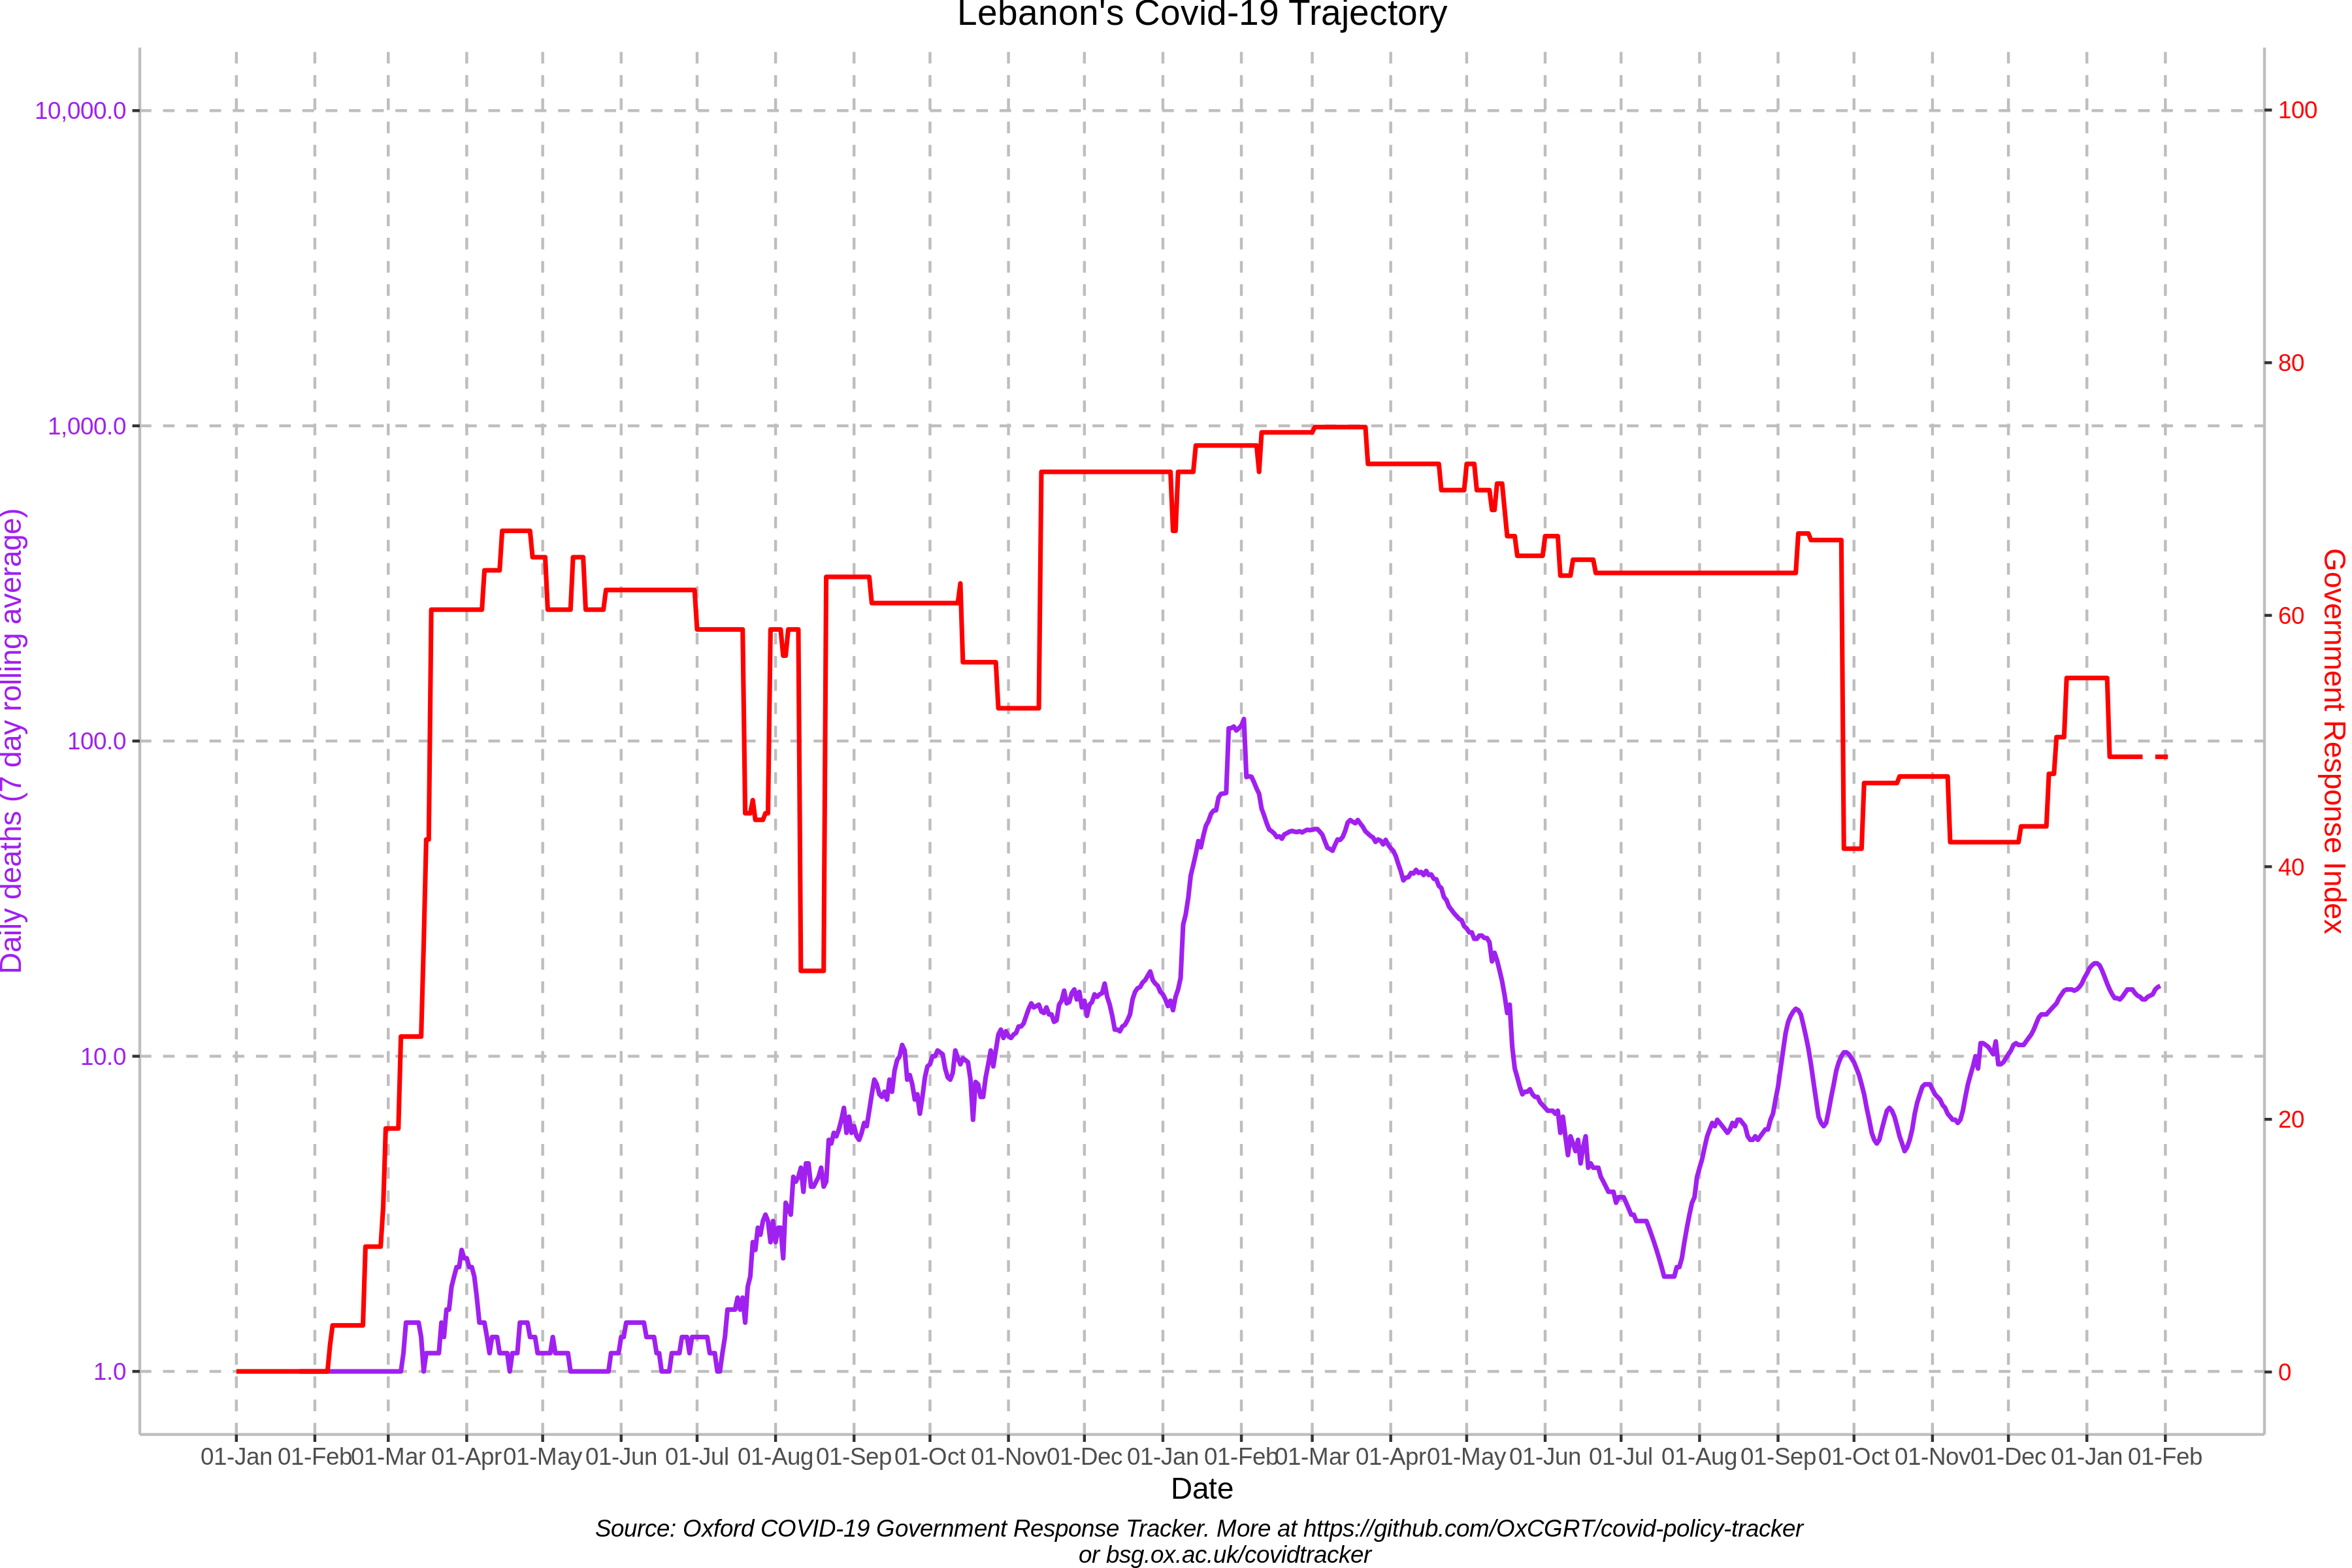 Lebanon's Covid-19 Trajectory
10,000.0
1,000.0
100.0
10.0
1.0
Daily deaths (7 day rolling average)
100
80
60
40
20
0
Government Response Index
01-Jan 01-Feb 01-Mar 01-Apr 01-May 01-Jun 01-Jul 01-Aug 01-Sep 01-Oct 01-Nov 01-Dec 01-Jan 01-Feb 01-Mar 01-Apr 01-May 01-Jun 01-Jul 01-Aug 01-Sep 01-Oct 01-Nov 01-Dec 01-Jan 01-Feb
Date
Source: Oxford COVID-19 Government Response Tracker. More at https://github.com/OxCGRT/covid-policy-tracker
or bsg.ox.ac.uk/covidtracker